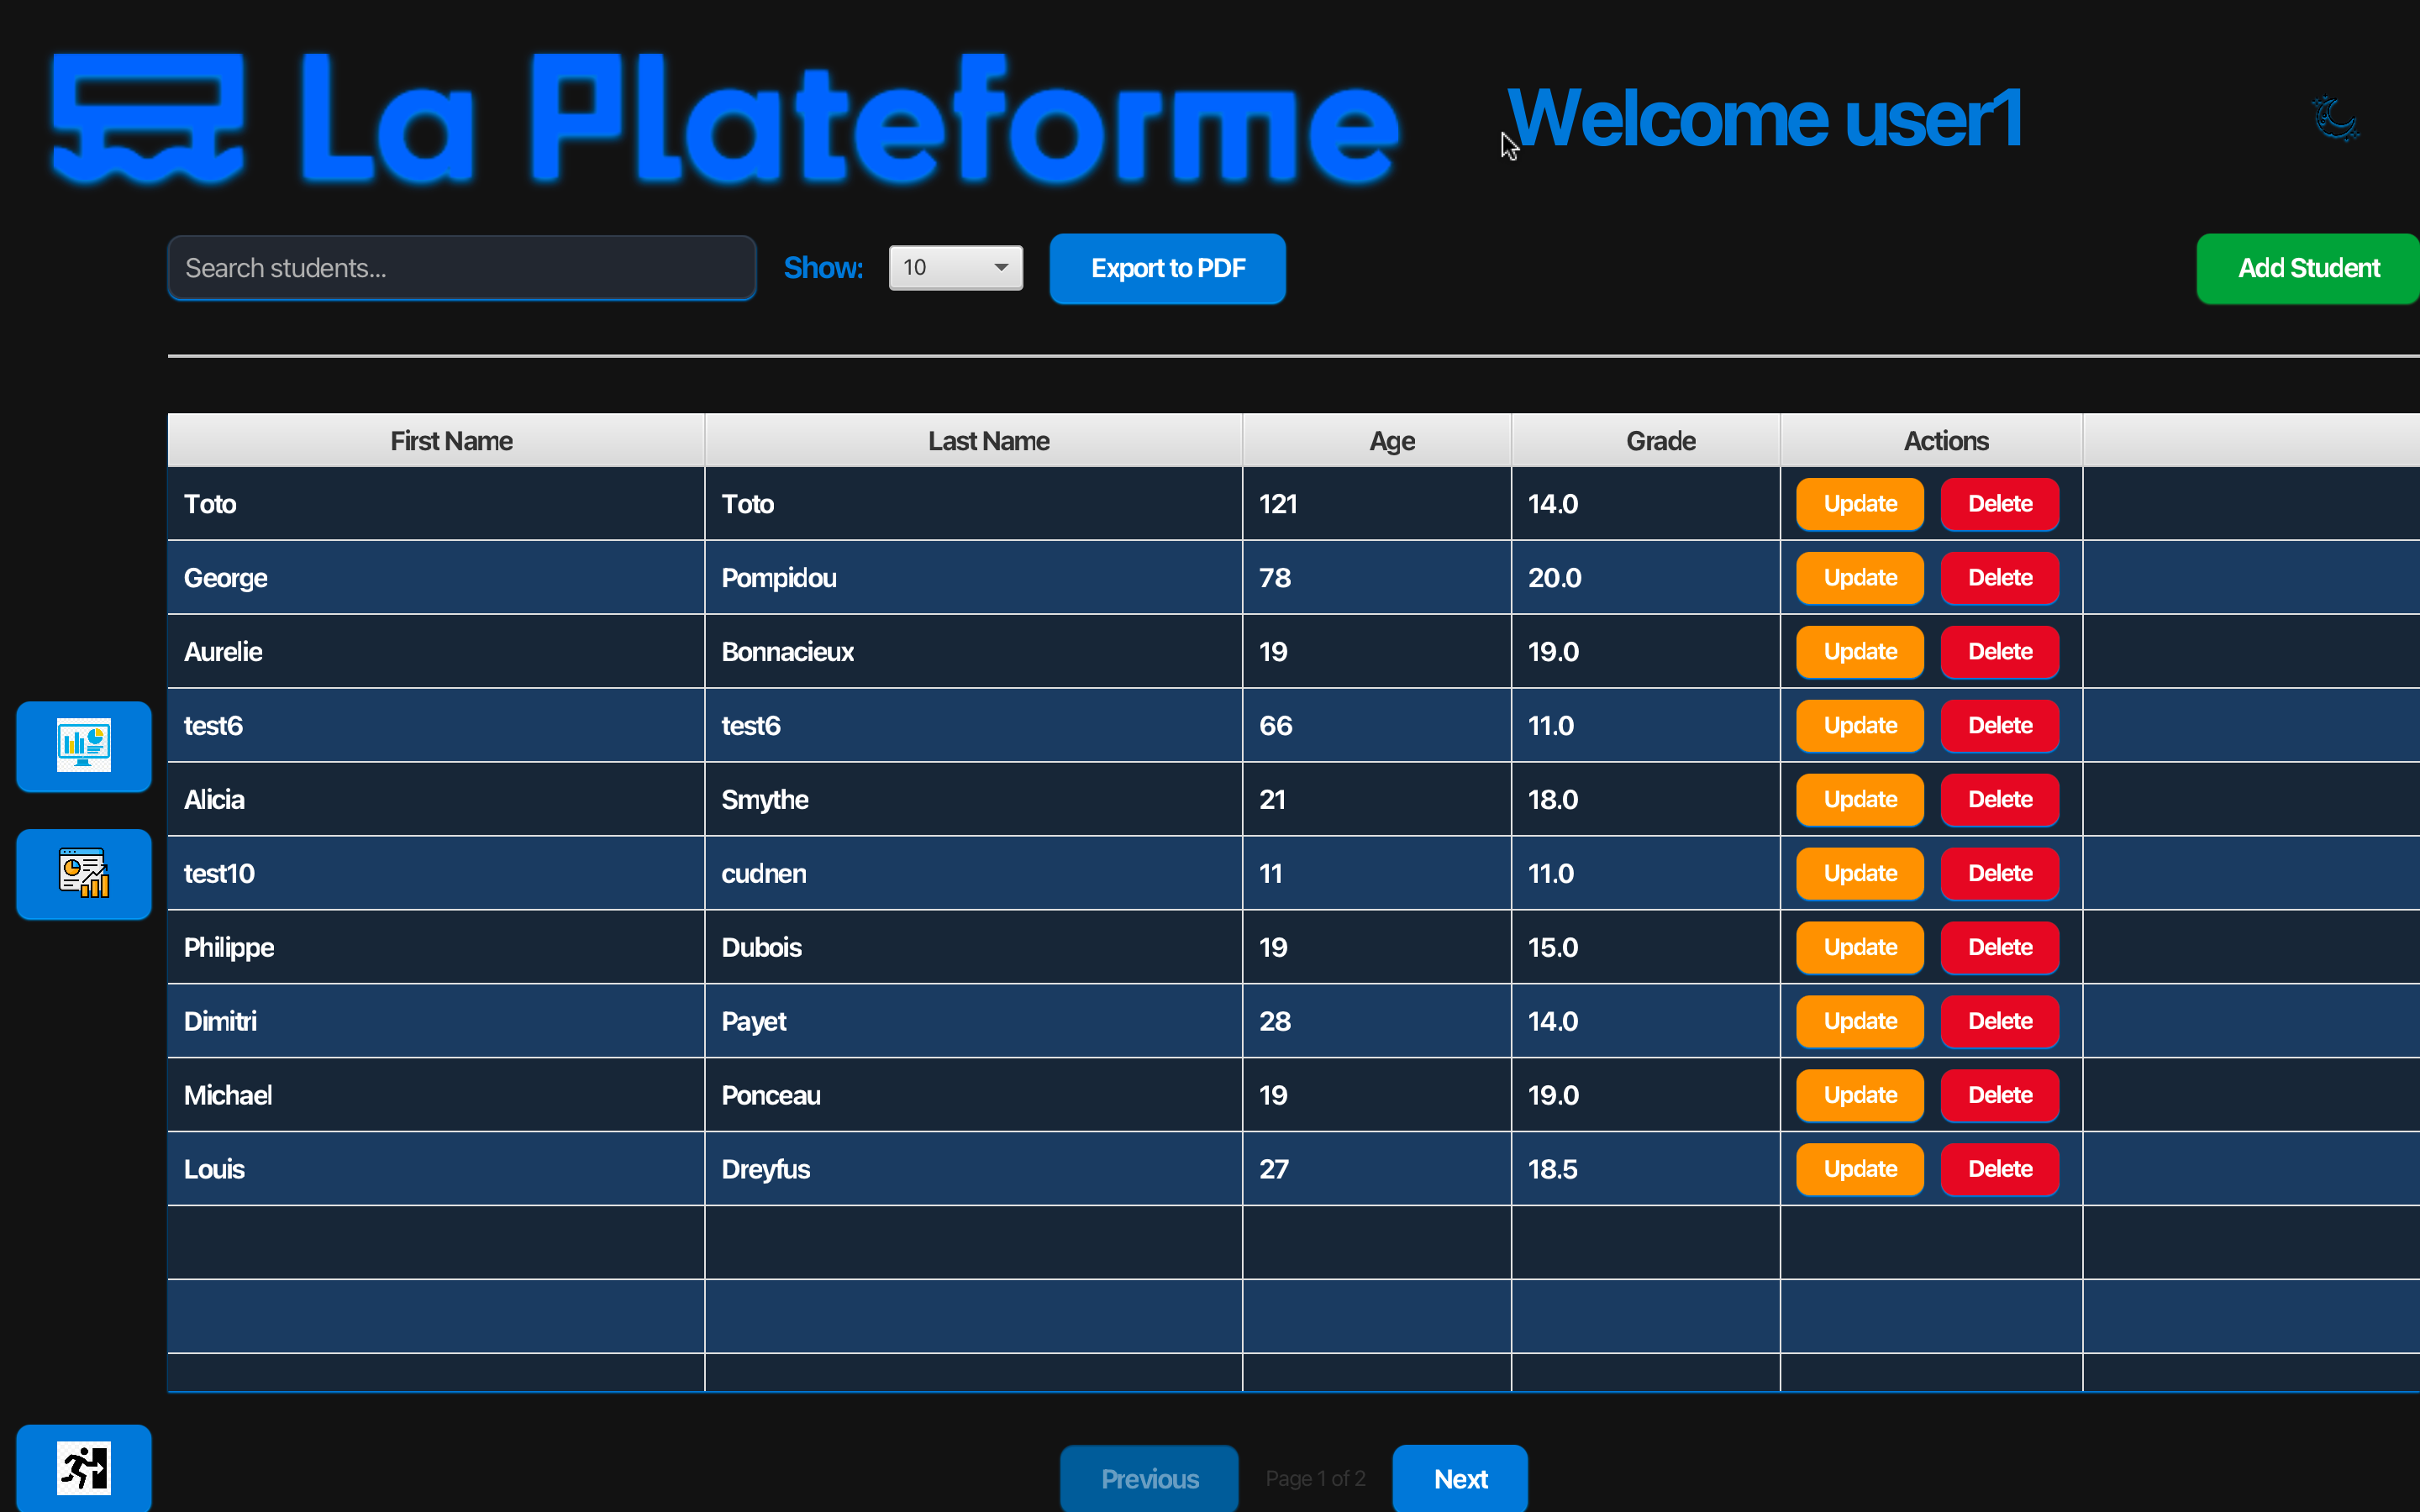 La Plateforme
Welcome user1
Search students...
Show:
10
Export to PDF
Add Student
First Name Last Name Age Grade Actions
Toto Toto 121 14.0 Update Delete
George Pompidou 78 20.0 Update Delete
Aurelie Bonnacieux 19 19.0 Update Delete
test6 test6 66 11.0 Update Delete
Alicia Smythe 21 18.0 Update Delete
test10 cudnen 11 11.0 Update Delete
Philippe Dubois 19 15.0 Update Delete
Dimitri Payet 28 14.0 Update Delete
Michael Ponceau 19 19.0 Update Delete
Louis Dreyfus 27 18.5 Update Delete
Previous Page 1 of 2 Next